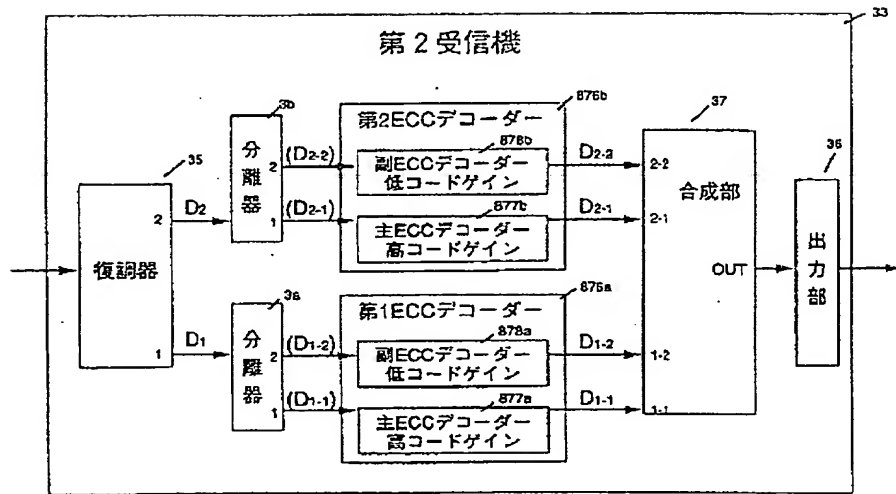 33
第2受信機
876b
37
3b
第2ECCデコーダー
878b
36
35
分離器
2
(D2-2)
副ECCデコーダー
低コードゲイン
D2-2
2-2
合成部
877b
2
D2
1
(D2-1)
主ECCデコーダー
高コードゲイン
D2-1
2-1
出力部
復調器
OUT
876a
3a
第1ECCデコーダー
878a
1
D1
分離器
2
(D1-2)
副ECCデコーダー
低コードゲイン
D1-2
1-2
877a
1
(D1-1)
主ECCデコーダー
高コードゲイン
D1-1
1-1